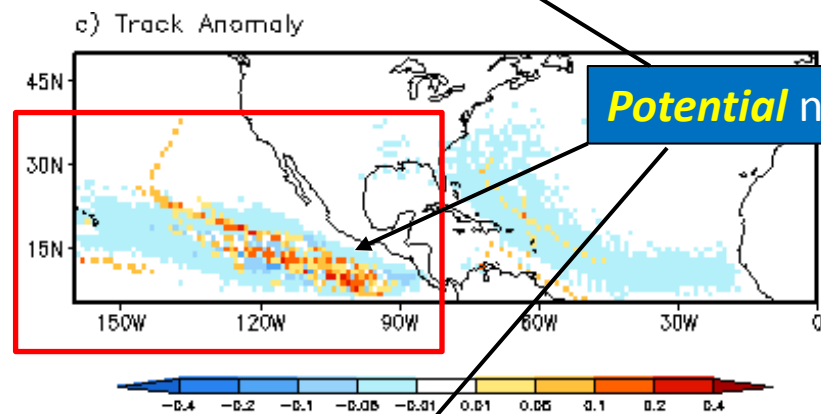 c) Track Anomaly
45N
30N
15N
Potential n
150W 120W 90W 60W 30W 0
-0.4 -0.2 -0.1 -0.05 -0.01 0.01 0.05 0.1 0.2 0.4